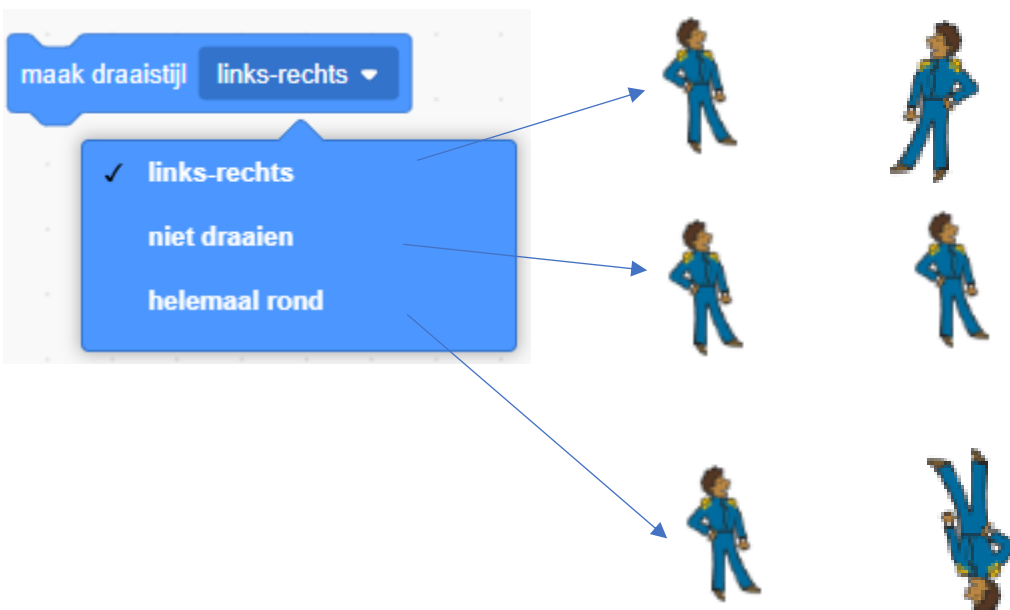 maak draaistijl links-rechts
links-rechts
niet draaien
helemaal rond